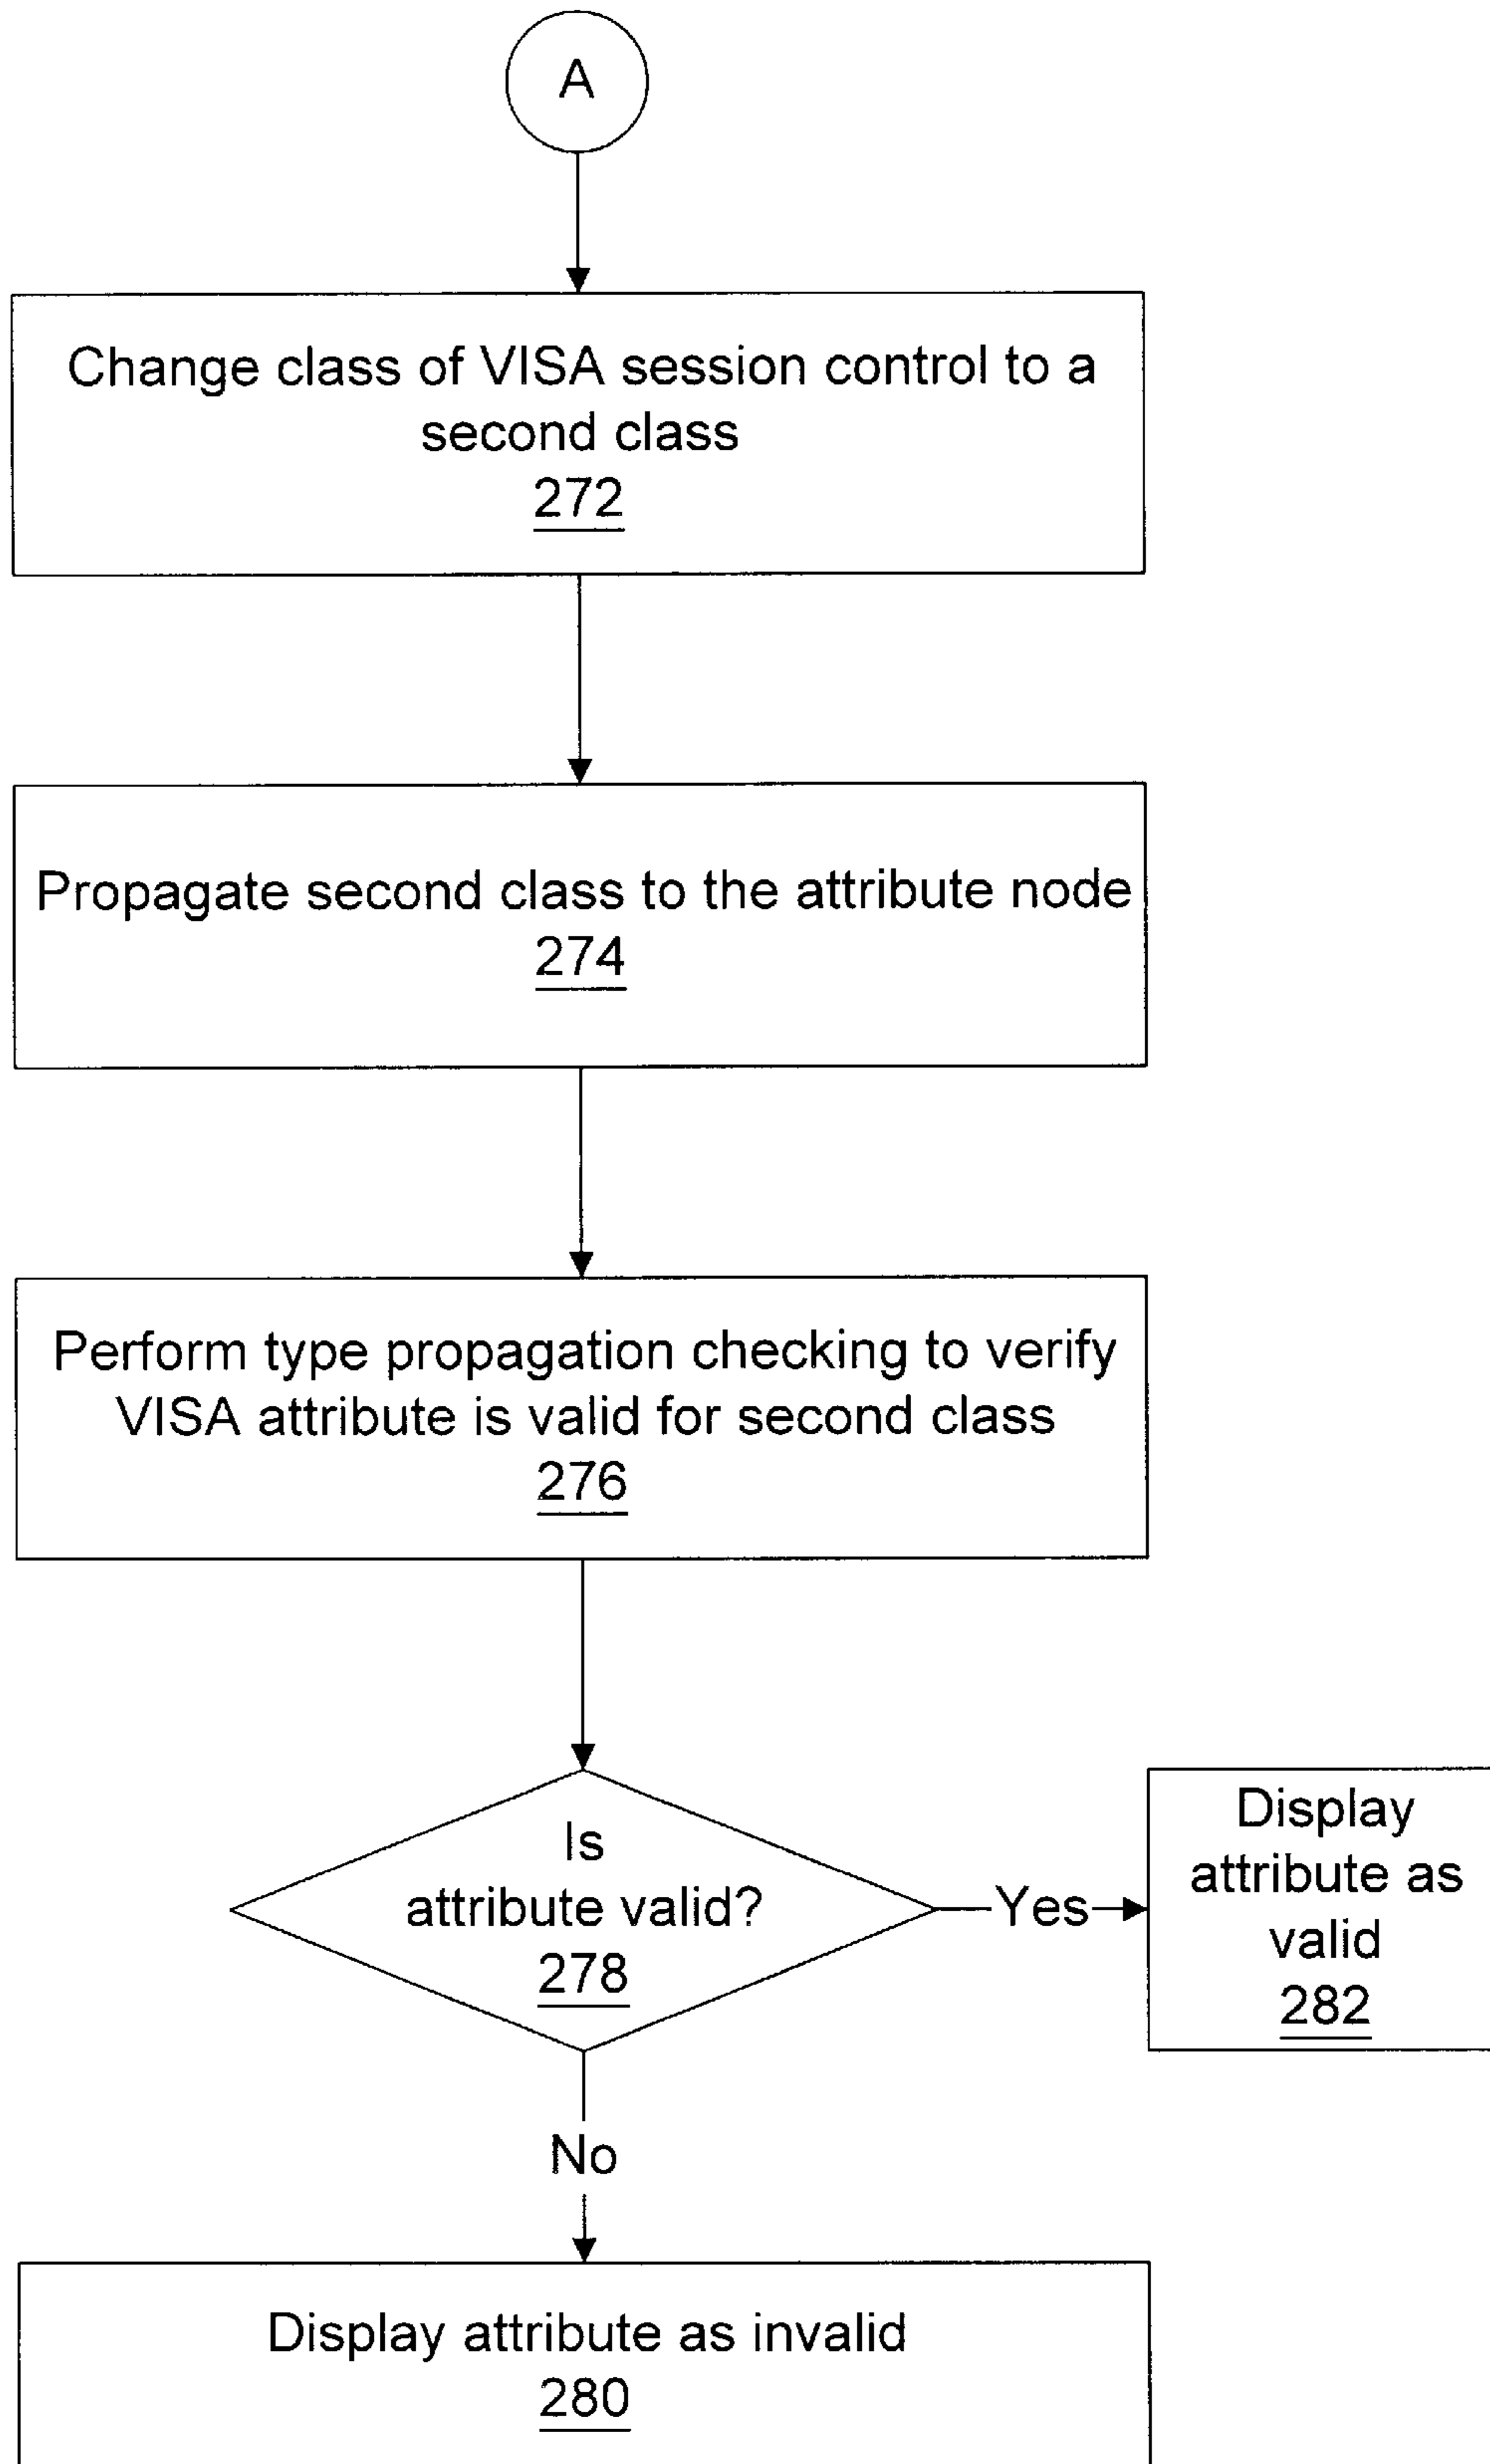 A
Change class of VISA session control to a
second class
272
Propagate second class to the attribute node
274
Perform type propagation checking to verify
VISA attribute is valid for second class
276
Is
attribute valid?
278
Yes
Display
attribute as
valid
282
No
Display attribute as invalid
280